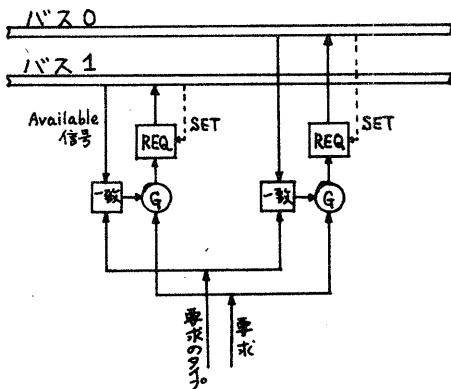 バス0
バス1
Available
信号
SET
SET
REQ
REQ
一致
G
一致
G
要求のタイプ
要求